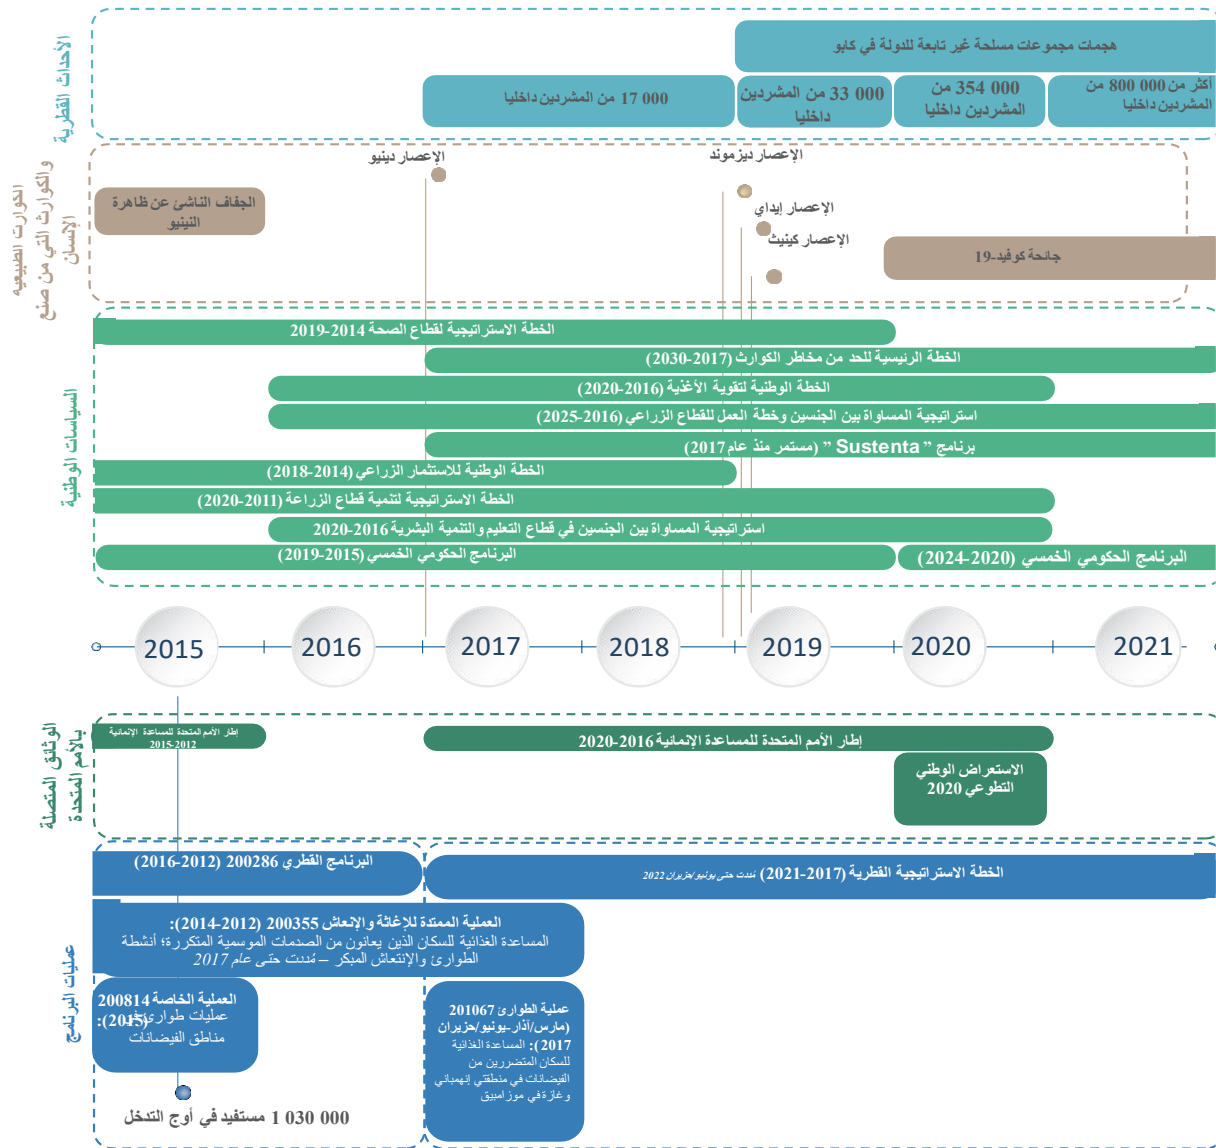 الأحداث القطرية
هجمات مجموعات مسلحة غير تابعة للدولة في كابو
17 000 من المشردين داخليا
33 000 من المشردين
داخليا
354 000 من
المشردين داخليا
أكثر من 800 000 من
المشردين داخليا
الكوارث الطبيعية
والكوارث التي من صنع
الإنسان
الجفاف الناشئ عن ظاهرة
النينيو
الإعصار دينيو
الإعصار ديزموند
الإعصار إيداي
الإعصار كينيث
جائحة كوفيد-19
السياسات الوطنية
الخطة الاستراتيجية لقطاع الصحة 2014-2019
الخطة الرئيسية للحد من مخاطر الكوارث (2017-2030)
الخطة الوطنية لتقوية الأغذية (2016-2020)
استراتيجية المساواة بين الجنسين وخطة العمل للقطاع الزراعي (2016-2025)
برنامج ” Sustenta “ (مستمر منذ عام 2017)
الخطة الوطنية للاستثمار الزراعي (2014-2018)
الخطة الاستراتيجية لتنمية قطاع الزراعة (2011-2020)
استراتيجية المساواة بين الجنسين في قطاع التعليم والتنمية البشرية 2016-2020
البرنامج الحكومي الخمسي (2015-2019)
البرنامج الحكومي الخمسي (2020-2024)
2015
2016
2017
2018
2019
2020
2021
الوثائق المتصلة
بالأمم المتحدة
إطار الأمم المتحدة للمساعدة الإنمائية
2012-2015
إطار الأمم المتحدة للمساعدة الإنمائية 2016-2020
الاستعراض الوطني
التطوعي 2020
عمليات البرنامج
البرنامج القطري 200286 (2012-2016)
الخطة الاستراتيجية القطرية (2017-2021) مُددت حتى يونيو/حزيران 2022
العملية الممتدة للإغاثة والإنعاش 200355 (2012-2014):
المساعدة الغذائية للسكان الذين يعانون من الصدمات الموسمية المتكررة؛ أنشطة
الطوارئ والإنتعاش المبكر – مُددت حتى عام 2017
العملية الخاصة 200814
(2015): عمليات طوارئ في
مناطق الفيضانات
عملية الطوارئ 201067
(مارس/آذار-يونيو/حزيران
2017): المساعدة الغذائية
للسكان المتضررين من
الفيضانات في منطقتي إنهمباني
وغازة في موزامبيق
1 030 000 مستفيد في أوج التدخل